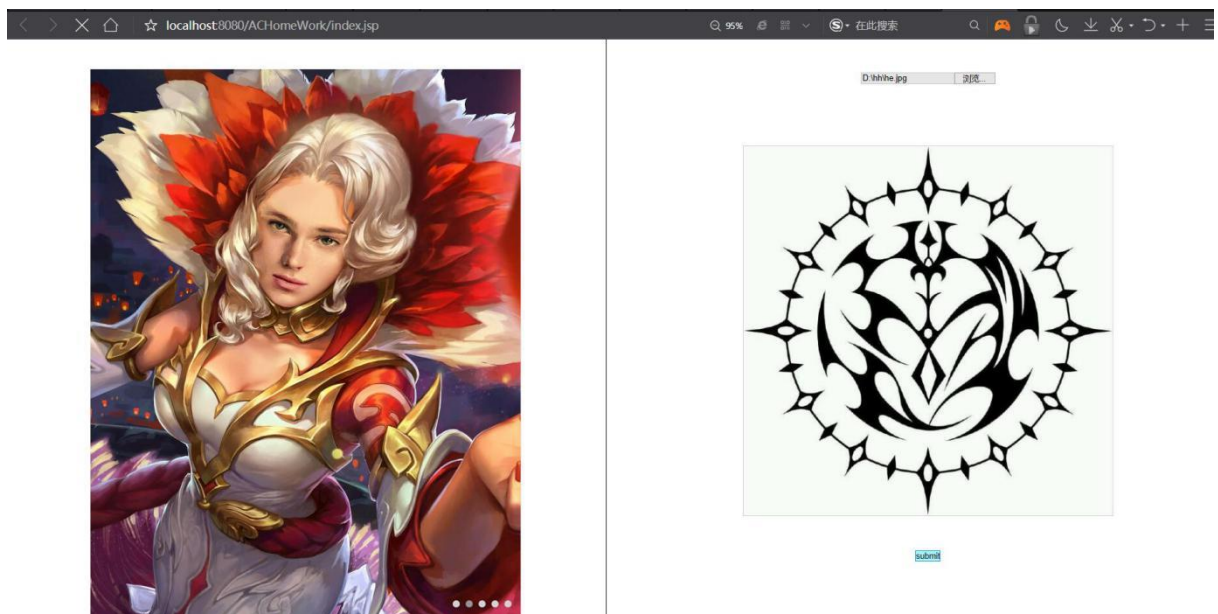 localhost:8080/ACHomeWork/index.jsp
95%
在此搜索
D:\hh\he.jpg
浏览...
submit